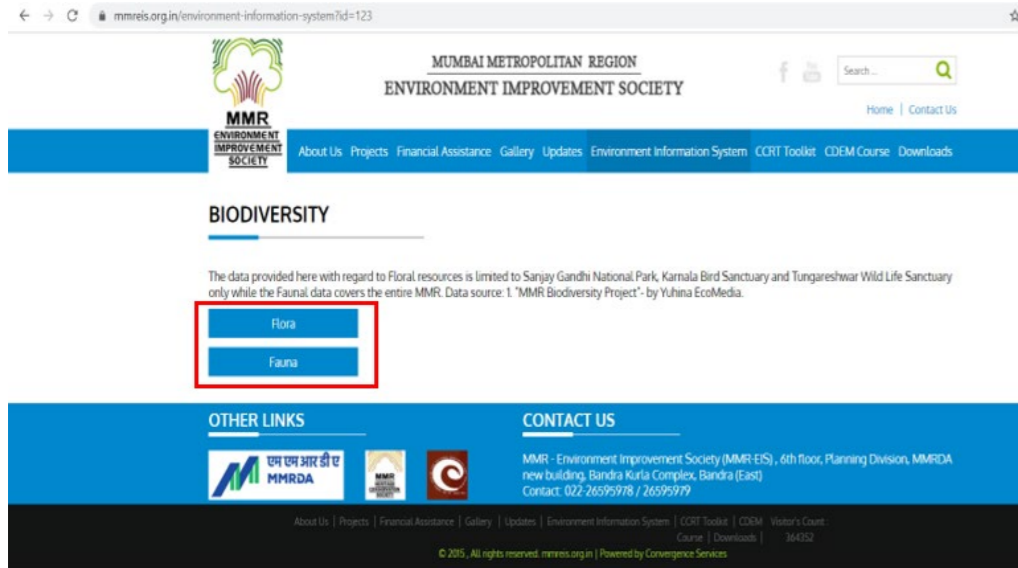 mmreis.org.in/environment-information-system?id=123
MUMBAI METROPOLITAN REGION
ENVIRONMENT IMPROVEMENT SOCIETY
Search ...
Home | Contact Us
MMR
ENVIRONMENT
IMPROVEMENT
SOCIETY
About Us Projects Financial Assistance Gallery Updates Environment Information System CCRT Toolkit CDEM Course Downloads
BIODIVERSITY
The data provided here with regard to Floral resources is limited to Sanjay Gandhi National Park, Karnala Bird Sanctuary and Tungareshwar Wild Life Sanctuary
only while the Faunal data covers the entire MMR. Data source: 1. "MMR Biodiversity Project"- by Yuhina EcoMedia.
Flora
Fauna
OTHER LINKS
एम एम आर डी ए
MMRDA
MMR
CONTACT US
MMR - Environment Improvement Society (MMR-EIS) , 6th floor, Planning Division, MMRDA
new building, Bandra Kurla Complex, Bandra (East)
Contact: 022-26595978 / 26595979
About Us | Projects | Financial Assistance | Gallery | Updates | Environment Information System | CCRT Toolkit | CDEM
Course | Downloads |
Visitor's Count :
364352
© 2015 , All rights reserved. mmreis.org.in | Powered by Convergence Services